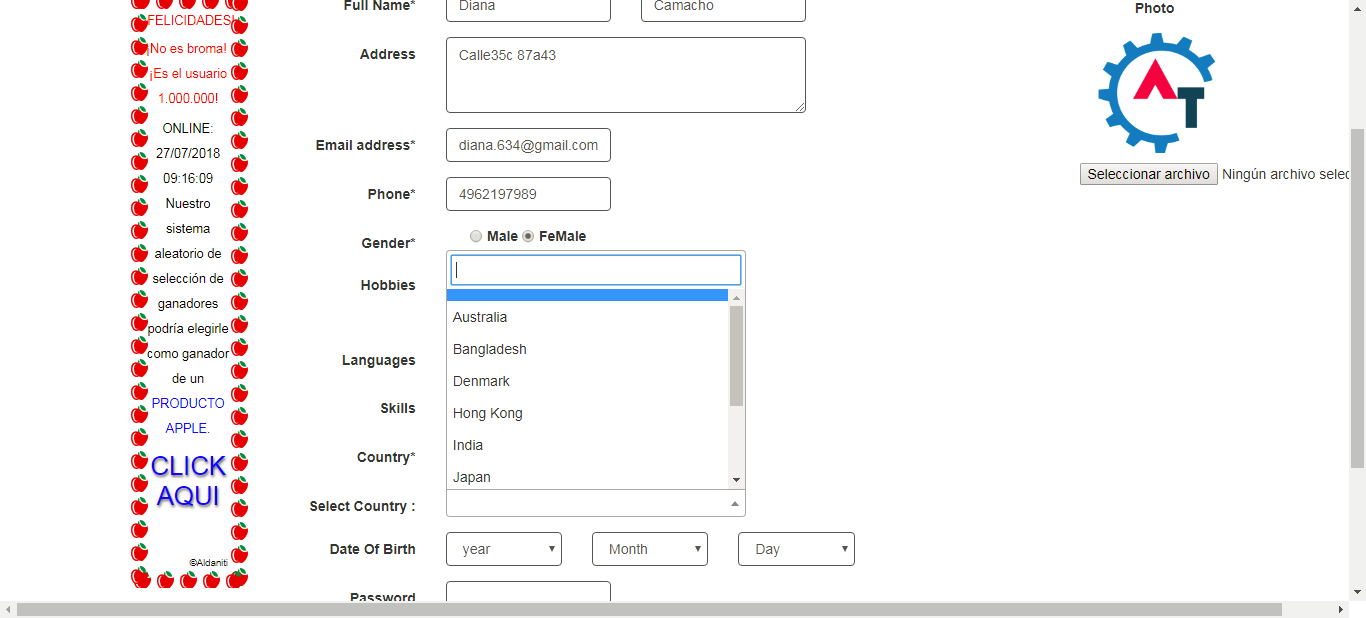 ¡FELICIDADES!
¡No es broma!
¡Es el usuario
1.000.000!
ONLINE:
27/07/2018
09:16:09
Nuestro
sistema
aleatorio de
selección de
ganadores
podría elegirle
como ganador
de un
PRODUCTO
APPLE.
CLICK
AQUI
©Aldaniti
Full Name* Diana Camacho
Address Calle35c 87a43
Email address* diana.634@gmail.com
Phone* 4962197989
Gender* Male FeMale
Hobbies
Australia
Bangladesh
Languages
Denmark
Skills
Hong Kong
India
Country*
Japan
Select Country :
Date Of Birth year Month Day
Password
Photo
AT
Seleccionar archivo Ningún archivo selec